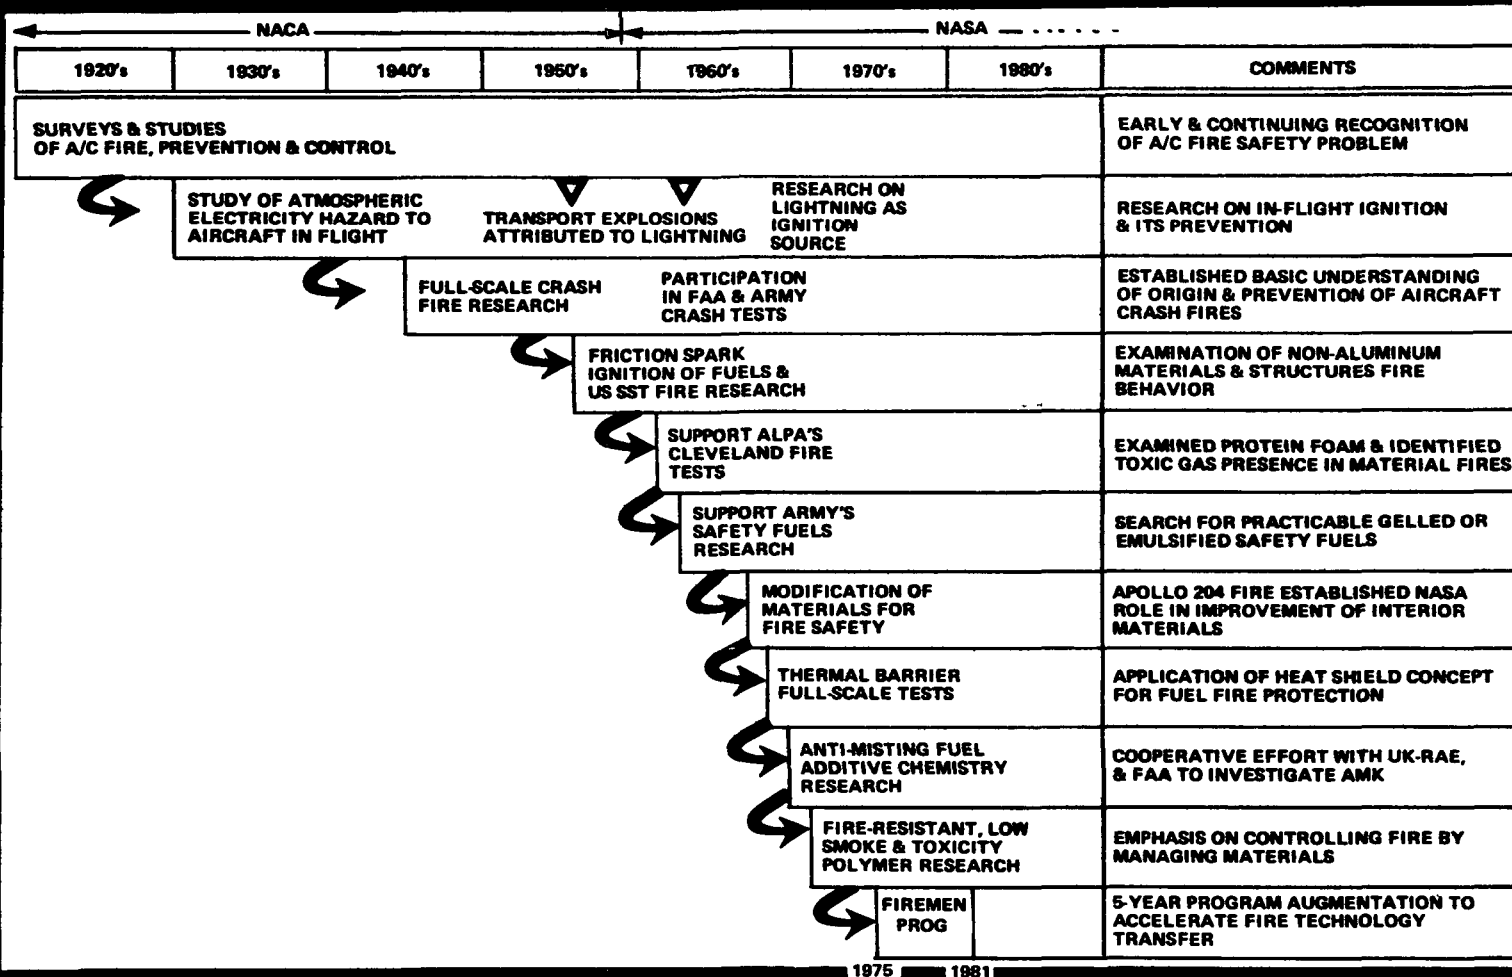 NACA NASA
1920's 1930's 1940's 1950's 1960's 1970's 1980's COMMENTS
SURVEYS & STUDIES
OF A/C FIRE, PREVENTION & CONTROL
EARLY & CONTINUING RECOGNITION
OF A/C FIRE SAFETY PROBLEM
STUDY OF ATMOSPHERIC
ELECTRICITY HAZARD TO
AIRCRAFT IN FLIGHT
TRANSPORT EXPLOSIONS
ATTRIBUTED TO LIGHTNING
RESEARCH ON
LIGHTNING AS
IGNITION
SOURCE
RESEARCH ON IN-FLIGHT IGNITION
& ITS PREVENTION
FULL-SCALE CRASH
FIRE RESEARCH
PARTICIPATION
IN FAA & ARMY
CRASH TESTS
ESTABLISHED BASIC UNDERSTANDING
OF ORIGIN & PREVENTION OF AIRCRAFT
CRASH FIRES
FRICTION SPARK
IGNITION OF FUELS &
US SST FIRE RESEARCH
EXAMINATION OF NON-ALUMINUM
MATERIALS & STRUCTURES FIRE
BEHAVIOR
SUPPORT ALPA'S
CLEVELAND FIRE
TESTS
EXAMINED PROTEIN FOAM & IDENTIFIED
TOXIC GAS PRESENCE IN MATERIAL FIRES
SUPPORT ARMY'S
SAFETY FUELS
RESEARCH
SEARCH FOR PRACTICABLE GELLED OR
EMULSIFIED SAFETY FUELS
MODIFICATION OF
MATERIALS FOR
FIRE SAFETY
APOLLO 204 FIRE ESTABLISHED NASA
ROLE IN IMPROVEMENT OF INTERIOR
MATERIALS
THERMAL BARRIER
FULL-SCALE TESTS
APPLICATION OF HEAT SHIELD CONCEPT
FOR FUEL FIRE PROTECTION
ANTI-MISTING FUEL
ADDITIVE CHEMISTRY
RESEARCH
COOPERATIVE EFFORT WITH UK-RAE,
& FAA TO INVESTIGATE AMK
FIRE-RESISTANT, LOW
SMOKE & TOXICITY
POLYMER RESEARCH
EMPHASIS ON CONTROLLING FIRE BY
MANAGING MATERIALS
FIREMEN
PROG
5-YEAR PROGRAM AUGMENTATION TO
ACCELERATE FIRE TECHNOLOGY
TRANSFER
1975 1981